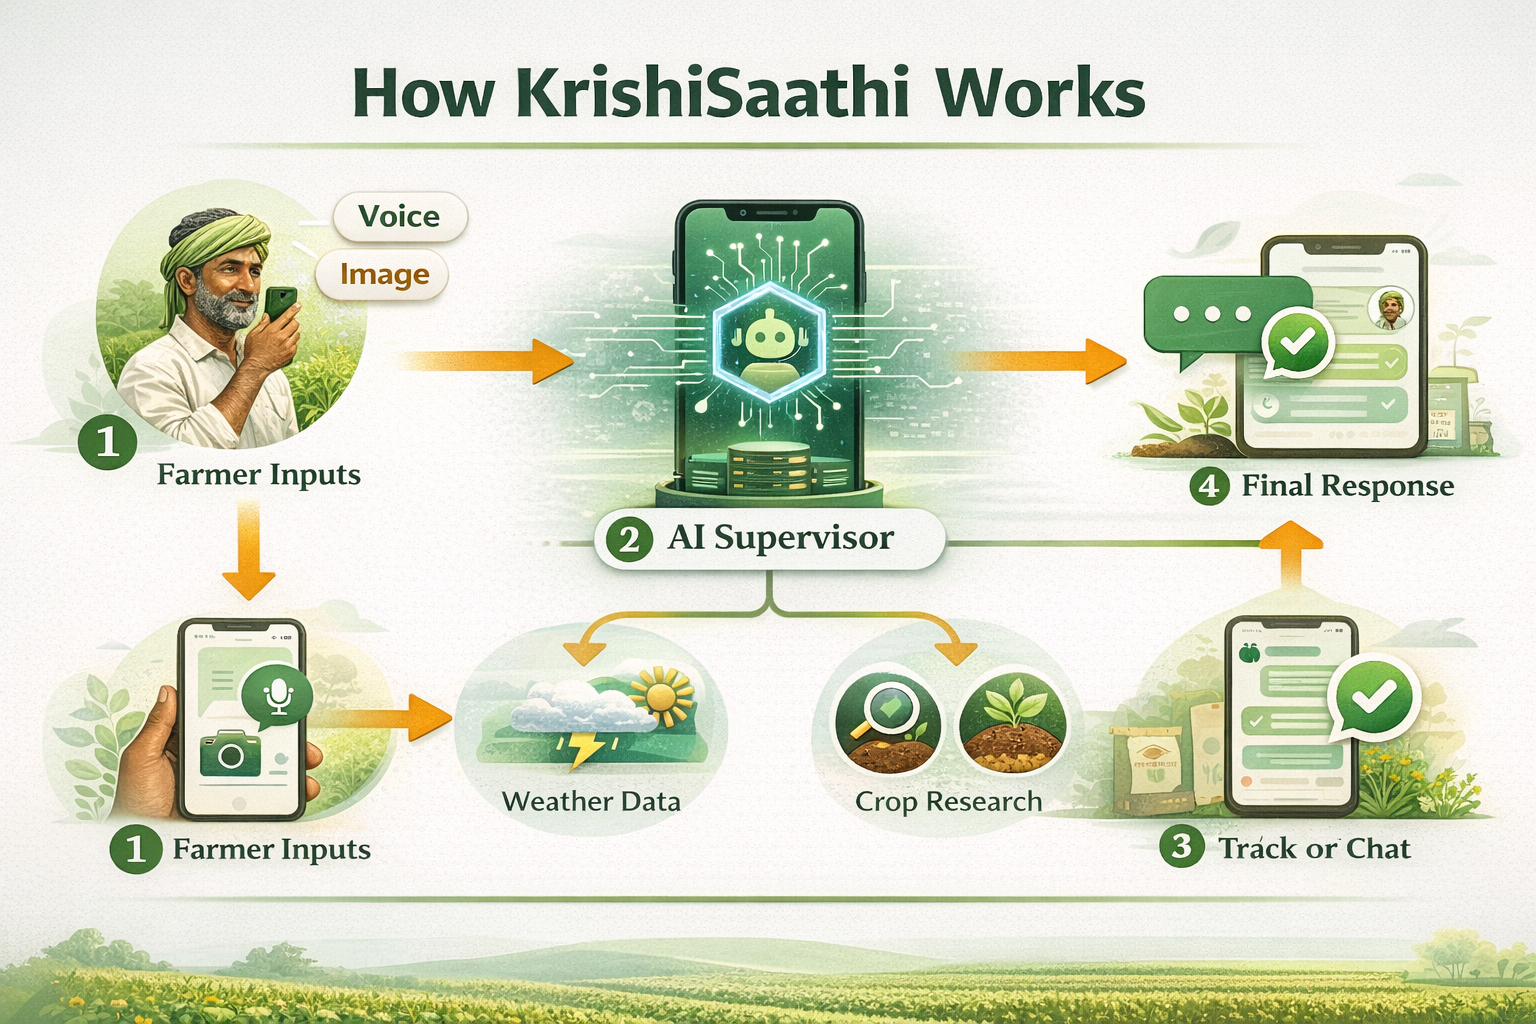 How KrishiSaathi Works
Voice
Image
1 Farmer Inputs
2 AI Supervisor
4 Final Response
Weather Data
Crop Research
1 Farmer Inputs
3 Track or Chat